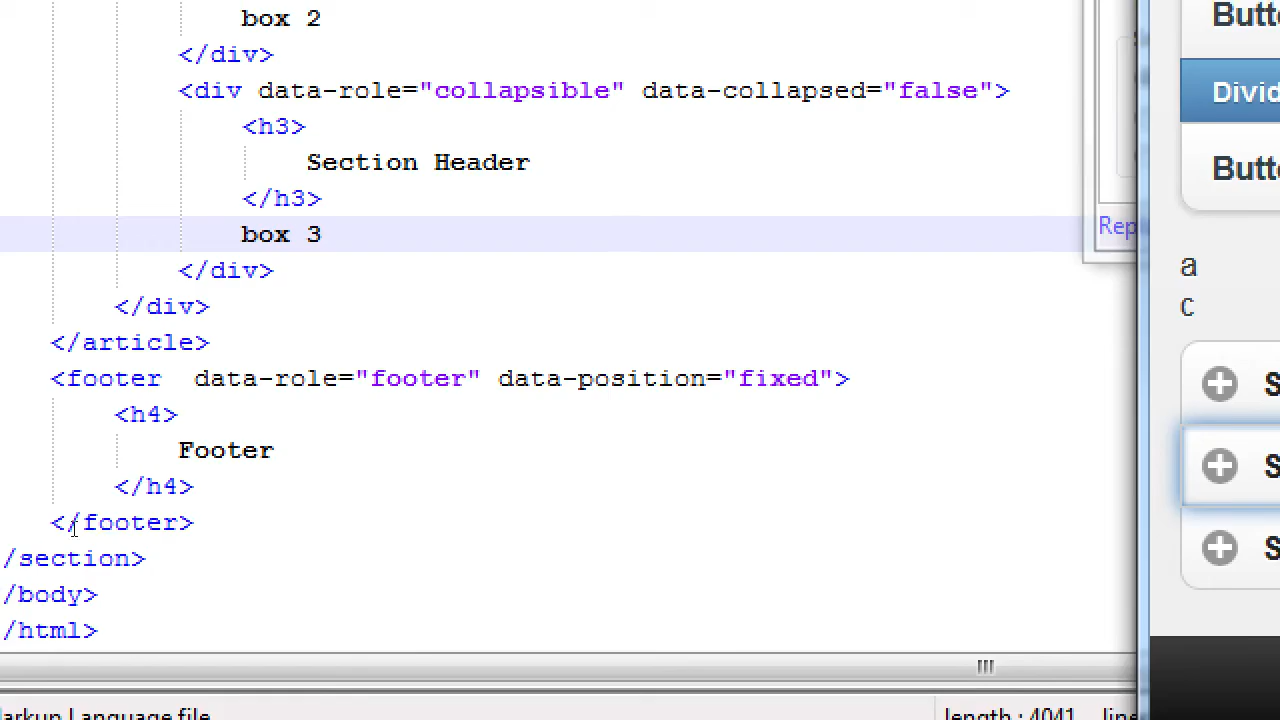 box 2
</div>
<div data-role="collapsible" data-collapsed="false">
<h3>
Section Header
</h3>
box 3
</div>
</div>
</article>
<footer  data-role="footer" data-position="fixed">
<h4>
Footer
</h4>
</footer>
/section>
/body>
/html>
arkup Language file
length : 4041 line
Rep
Butt
Divid
Butt
a
c
S
S
S